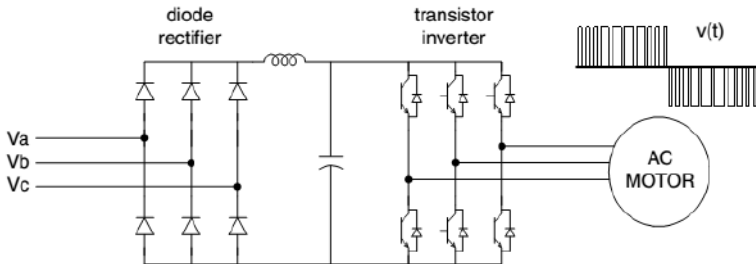 diode
rectifier
transistor
inverter
v(t)
Va
Vb
Vc
AC
MOTOR